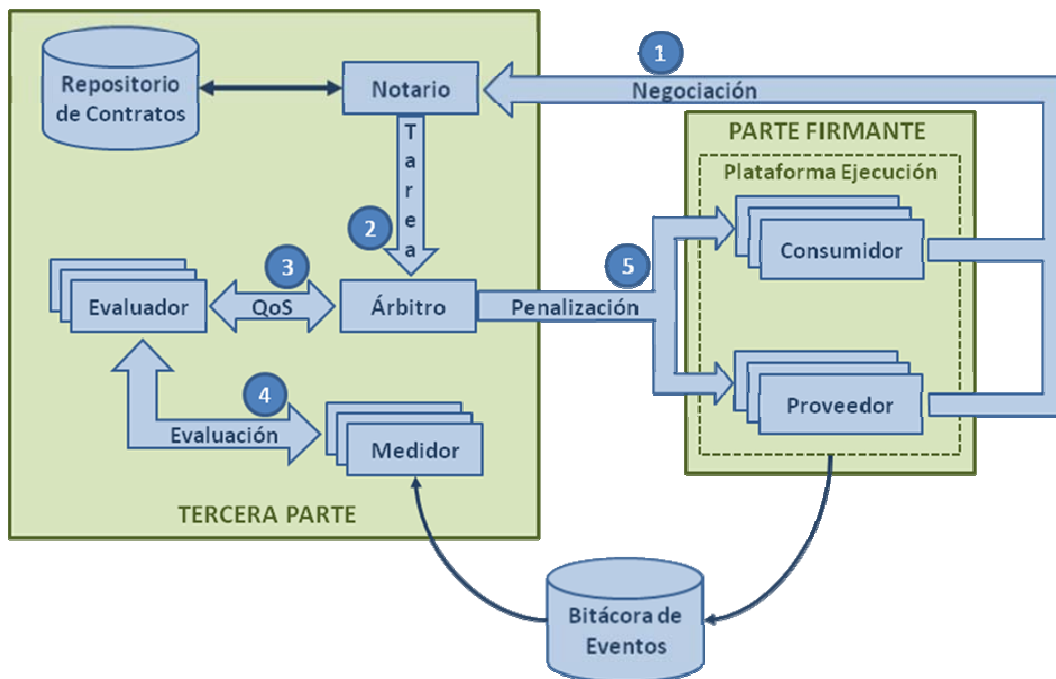 1
Repositorio
de Contratos
Notario
Negociación
PARTE FIRMANTE
Plataforma Ejecución
Tarea
2
Consumidor
3
5
Evaluador
QoS
Árbitro
Penalización
4
Evaluación
Medidor
Proveedor
TERCERA PARTE
Bitácora de
Eventos